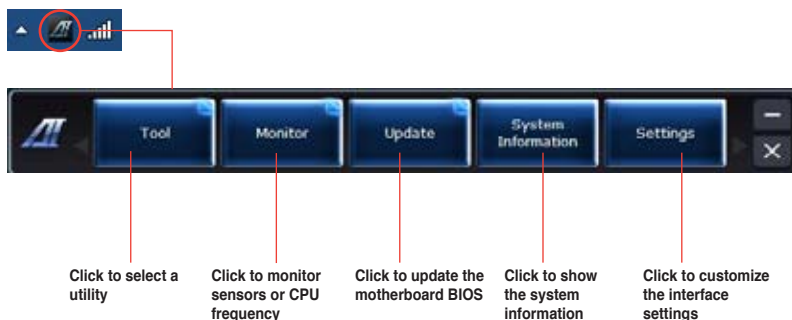 Tool
Monitor
Update
System
Information
Settings
Click to select a
utility
Click to monitor
sensors or CPU
frequency
Click to update the
motherboard BIOS
Click to show
the system
information
Click to customize
the interface
settings